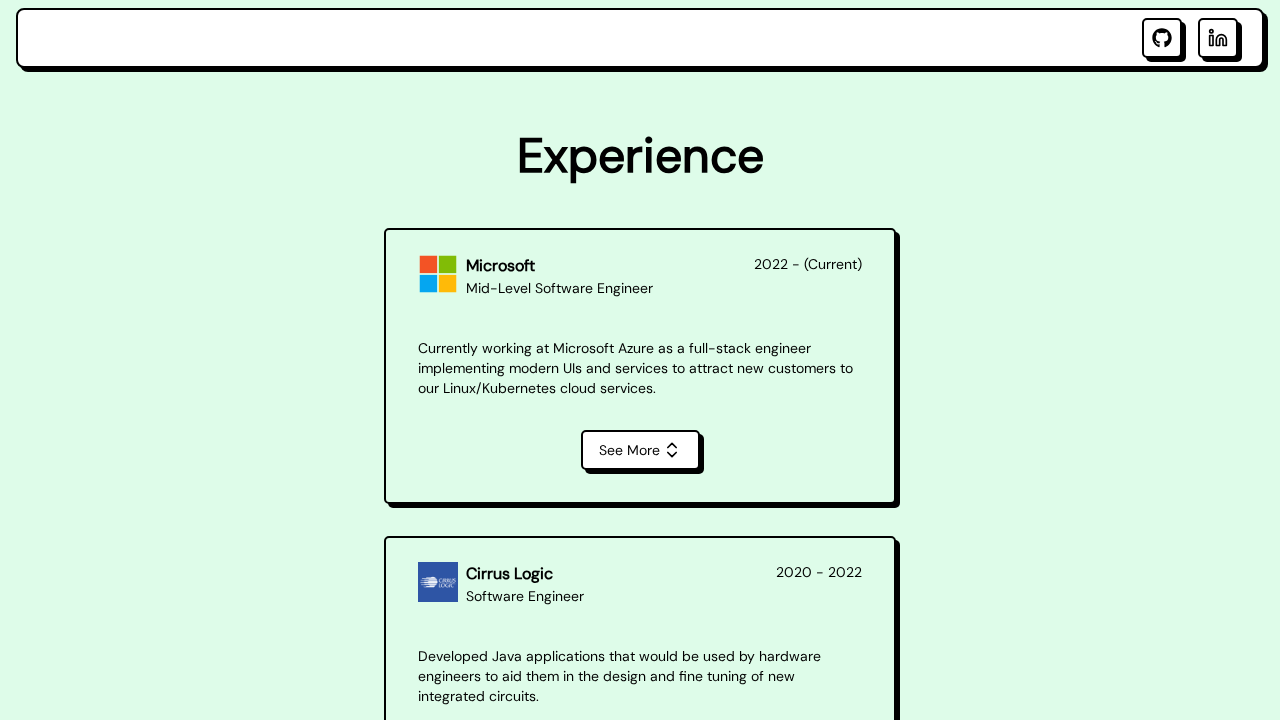 Experience
Microsoft
2022 - (Current)
Mid-Level Software Engineer
Currently working at Microsoft Azure as a full-stack engineer
implementing modern UIs and services to attract new customers to
our Linux/Kubernetes cloud services.
See More
CIRRUS LOGIC
Cirrus Logic
2020 - 2022
Software Engineer
Developed Java applications that would be used by hardware
engineers to aid them in the design and fine tuning of new
integrated circuits.